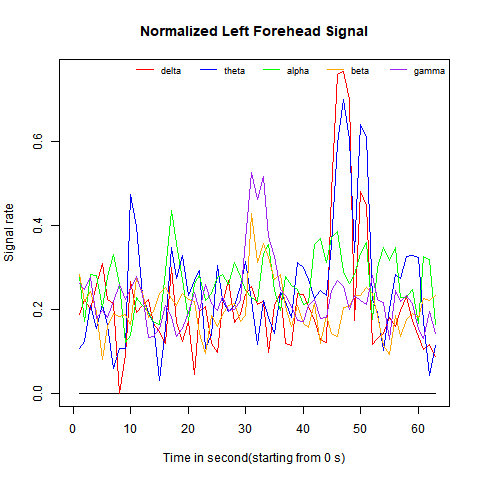 Normalized Left Forehead Signal
delta theta alpha beta gamma
Signal rate
0.6
0.4
0.2
0.0
0 10 20 30 40 50 60
Time in second(starting from 0 s)